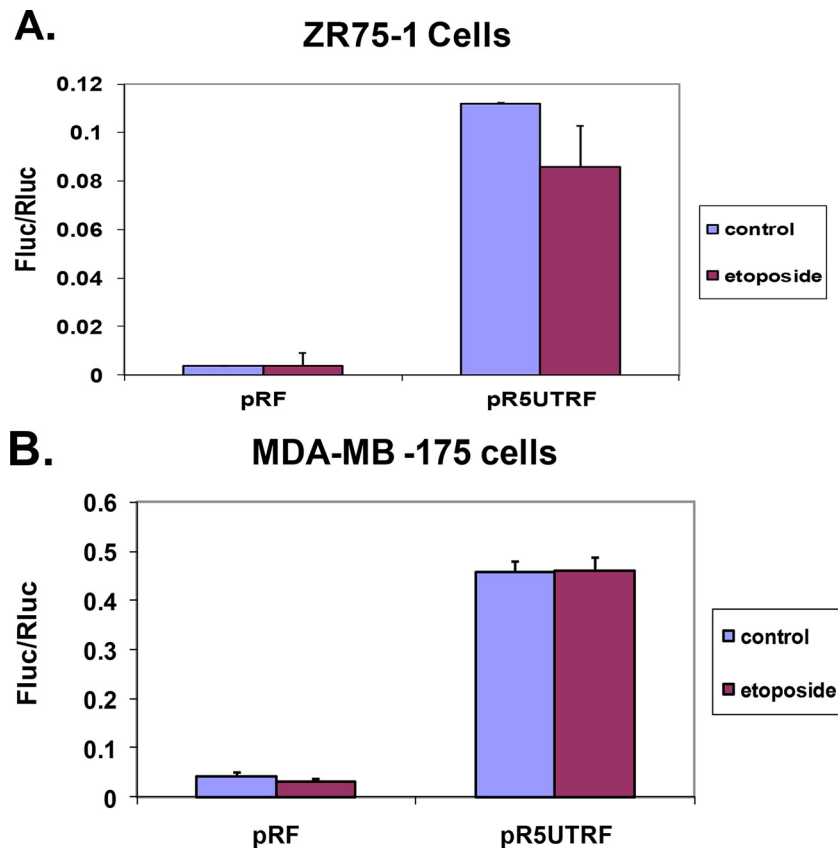 A.
ZR75-1 Cells
0.12
0.1
0.08
0.06
0.04
0.02
0
Fluc/Rluc
pRF
pR5UTRF
control
etoposide
B.
MDA-MB -175 cells
0.6
0.5
0.4
0.3
0.2
0.1
0
Fluc/Rluc
pRF
pR5UTRF
control
etoposide